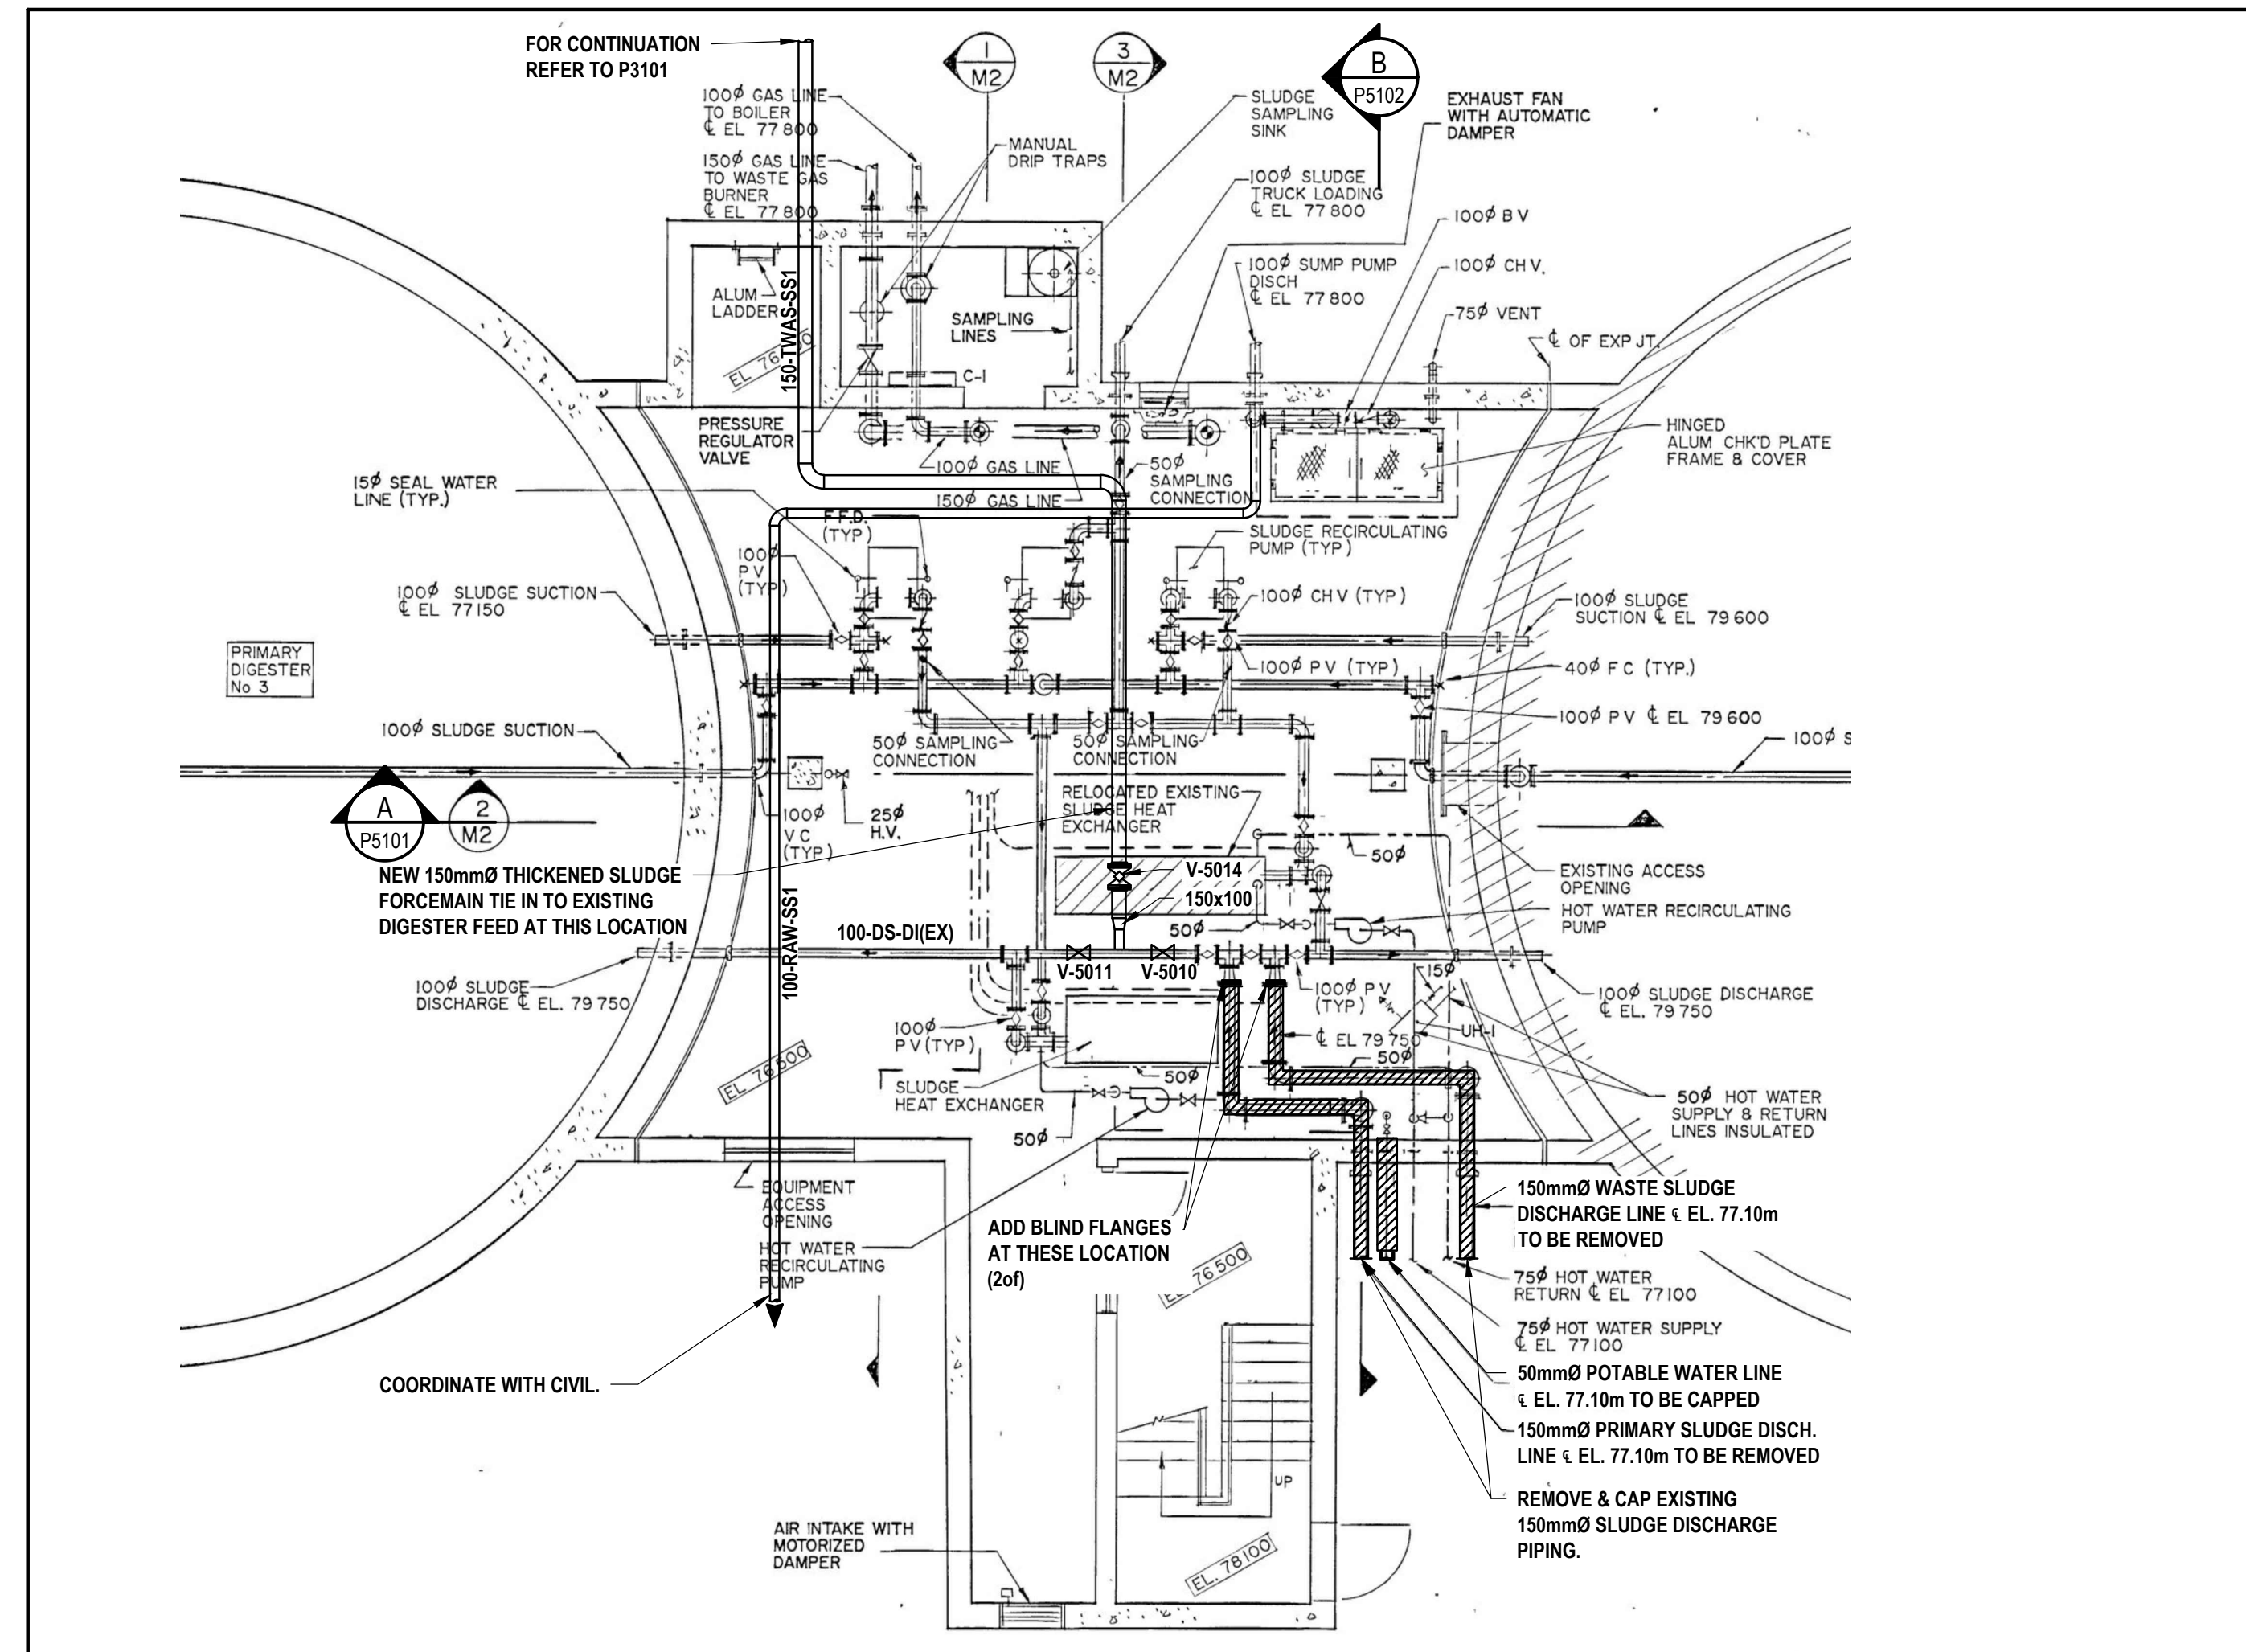 FOR CONTINUATION
REFER TO P3101
1
M2
3
M2
B
P5102
100Ø GAS LINE
TO BOILER
℄ EL 77 800
150Ø GAS LINE
TO WASTE GAS
BURNER
℄ EL 77 800
MANUAL
DRIP TRAPS
SLUDGE
SAMPLING
SINK
EXHAUST FAN
WITH AUTOMATIC
DAMPER
100Ø SLUDGE
TRUCK LOADING
℄ EL 77 800
100Ø B V
100Ø SUMP PUMP
DISCH
℄ EL 77 800
100Ø CH V.
75Ø VENT
℄ OF EXP JT.
ALUM
LADDER
150-TWAS-SS1
SAMPLING
LINES
C-1
PRESSURE
REGULATOR
VALVE
100Ø GAS LINE
150Ø GAS LINE
50Ø
SAMPLING
CONNECTION
HINGED
ALUM CHK'D PLATE
FRAME & COVER
15Ø SEAL WATER
LINE (TYP.)
F.F.D.
(TYP)
SLUDGE RECIRCULATING
PUMP (TYP)
100Ø
P V
(TYP)
100Ø SLUDGE SUCTION
℄ EL 77150
100Ø CH V (TYP)
100Ø SLUDGE
SUCTION ℄ EL 79 600
PRIMARY
DIGESTER
No 3
100Ø P V (TYP)
40Ø F C (TYP.)
100Ø P V ℄ EL 79 600
100Ø SLUDGE SUCTION
50Ø SAMPLING
CONNECTION
50Ø SAMPLING
CONNECTION
100Ø S
A
P5101
2
M2
100Ø
V C
(TYP)
25Ø
H.V.
RELOCATED EXISTING
SLUDGE HEAT
EXCHANGER
50Ø
NEW 150mmØ THICKENED SLUDGE
FORCEMAIN TIE IN TO EXISTING
DIGESTER FEED AT THIS LOCATION
V-5014
150x100
EXISTING ACCESS
OPENING
HOT WATER RECIRCULATING
PUMP
50Ø
100-DS-DI(EX)
100-RAW-SS1
V-5011
V-5010
100Ø SLUDGE
DISCHARGE ℄ EL. 79 750
100Ø P V
(TYP)
15Ø
100Ø SLUDGE DISCHARGE
℄ EL. 79 750
100Ø
P V (TYP)
UH-1
℄ EL 79 750
50Ø
EL 76 500
50Ø
SLUDGE
HEAT EXCHANGER
50Ø
50Ø HOT WATER
SUPPLY & RETURN
LINES INSULATED
EQUIPMENT
ACCESS
OPENING
HOT WATER
RECIRCULATING
PUMP
ADD BLIND FLANGES
AT THESE LOCATION
(2of)
76 500
150mmØ WASTE SLUDGE
DISCHARGE LINE ℄ EL. 77.10m
TO BE REMOVED
75Ø HOT WATER
RETURN ℄ EL 77100
75Ø HOT WATER SUPPLY
℄ EL 77100
50mmØ POTABLE WATER LINE
℄ EL. 77.10m TO BE CAPPED
150mmØ PRIMARY SLUDGE DISCH.
LINE ℄ EL. 77.10m TO BE REMOVED
REMOVE & CAP EXISTING
150mmØ SLUDGE DISCHARGE
PIPING.
COORDINATE WITH CIVIL.
UP
AIR INTAKE WITH
MOTORIZED
DAMPER
EL. 78100